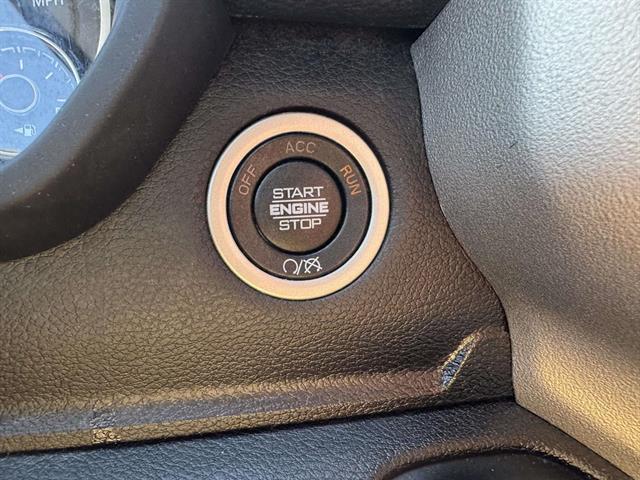 MPH
OFF ACC RUN
START
ENGINE
STOP